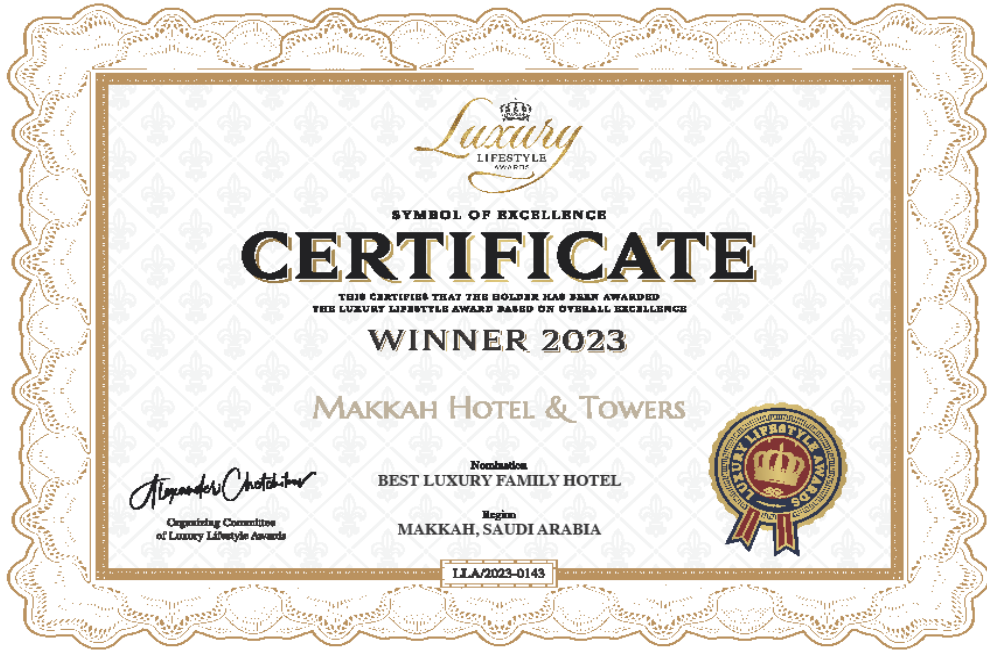 Luxury
LIFESTYLE
AWARDS
SYMBOL OF EXCELLENCE
CERTIFICATE
THIS CERTIFIES THAT THE HOLDER HAS BEEN AWARDED
THE LUXURY LIFESTYLE AWARD BASED ON OVERALL EXCELLENCE
WINNER 2023
MAKKAH HOTEL & TOWERS
Nomination
BEST LUXURY FAMILY HOTEL
Region
MAKKAH, SAUDI ARABIA
Organizing Committee
of Luxury Lifestyle Awards
LUXURY LIFESTYLE AWARDS
LLA/2023-0143